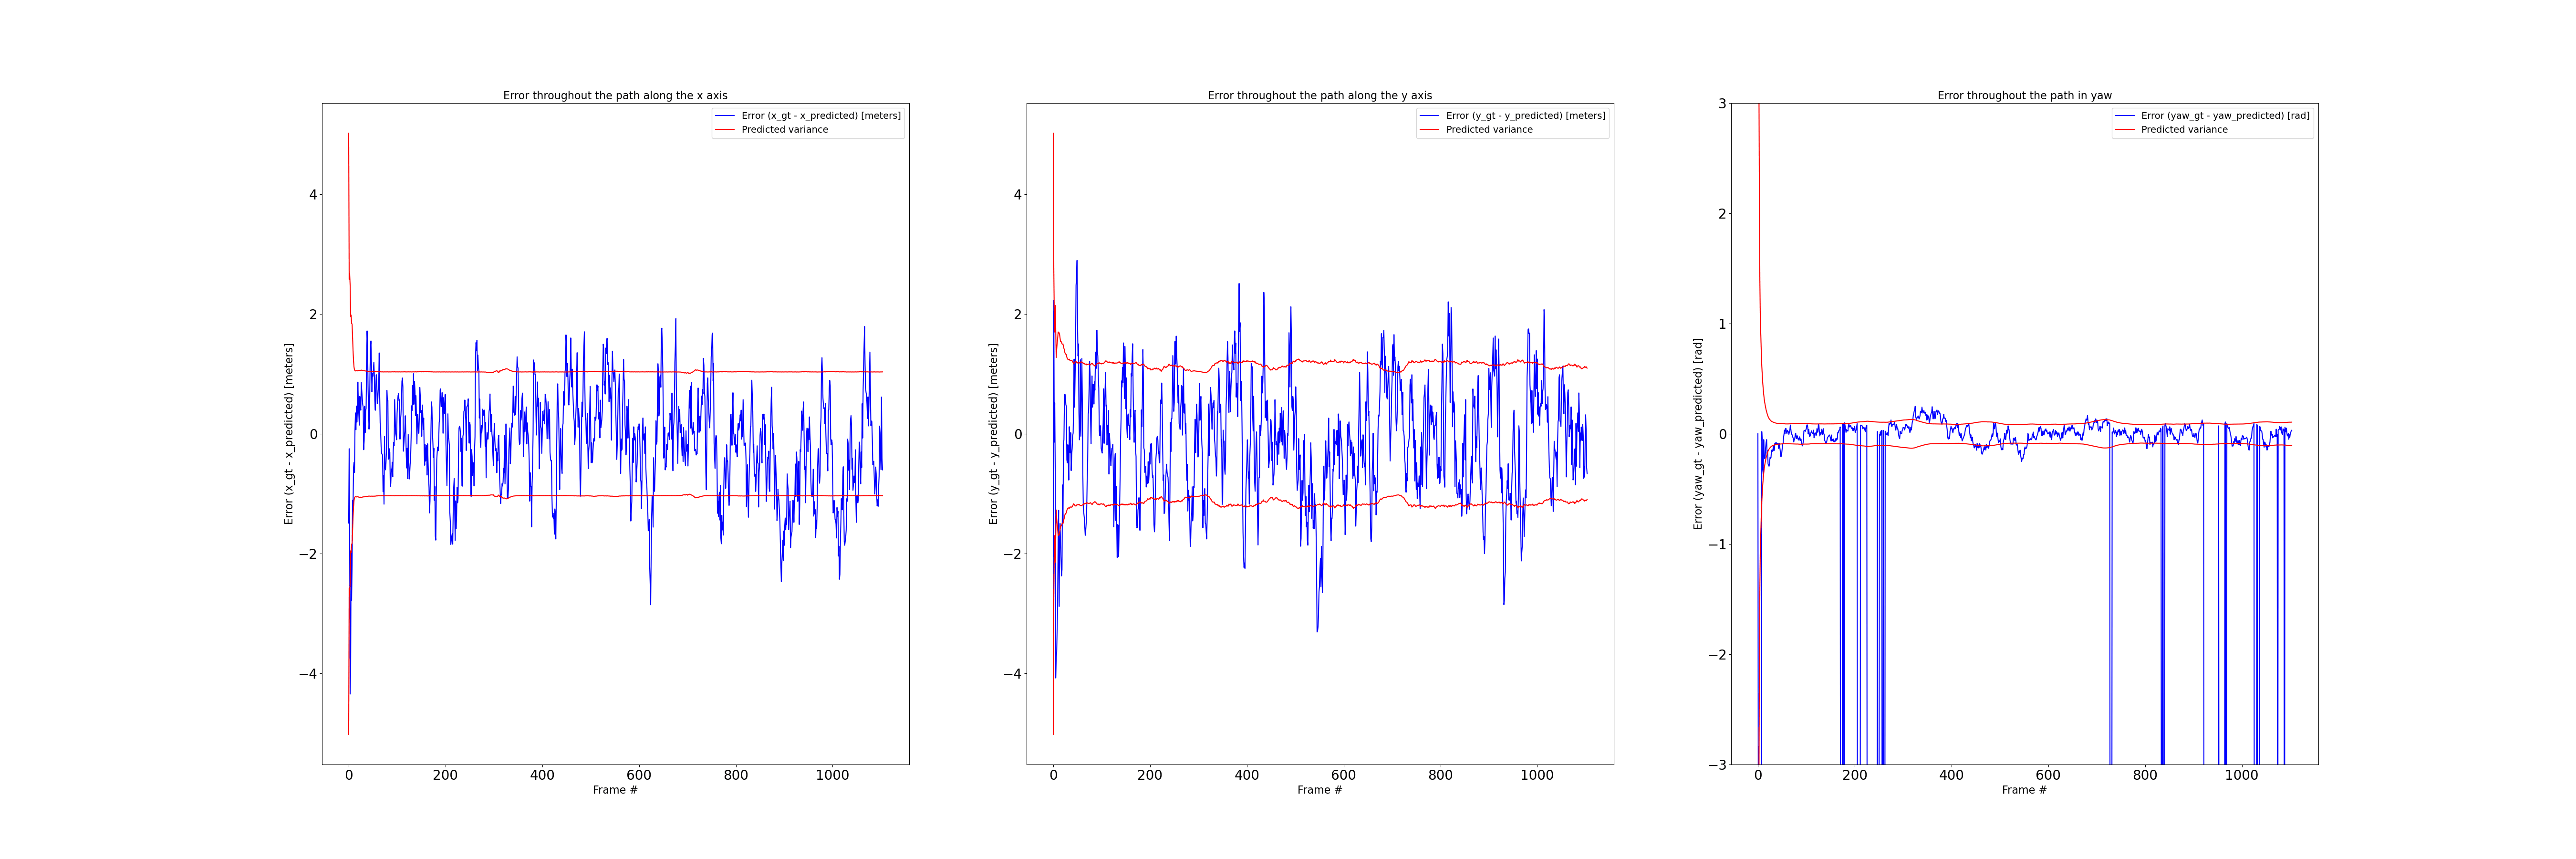 Error throughout the path along the x axis
Error (x_gt - x_predicted) [meters]
Predicted variance
4
2
0
−2
−4
Error (x_gt - x_predicted) [meters]
0 200 400 600 800 1000
Frame #
Error throughout the path along the y axis
Error (y_gt - y_predicted) [meters]
Predicted variance
4
2
0
−2
−4
Error (y_gt - y_predicted) [meters]
0 200 400 600 800 1000
Frame #
Error throughout the path in yaw
Error (yaw_gt - yaw_predicted) [rad]
Predicted variance
3
2
1
0
−1
−2
−3
Error (yaw_gt - yaw_predicted) [rad]
0 200 400 600 800 1000
Frame #